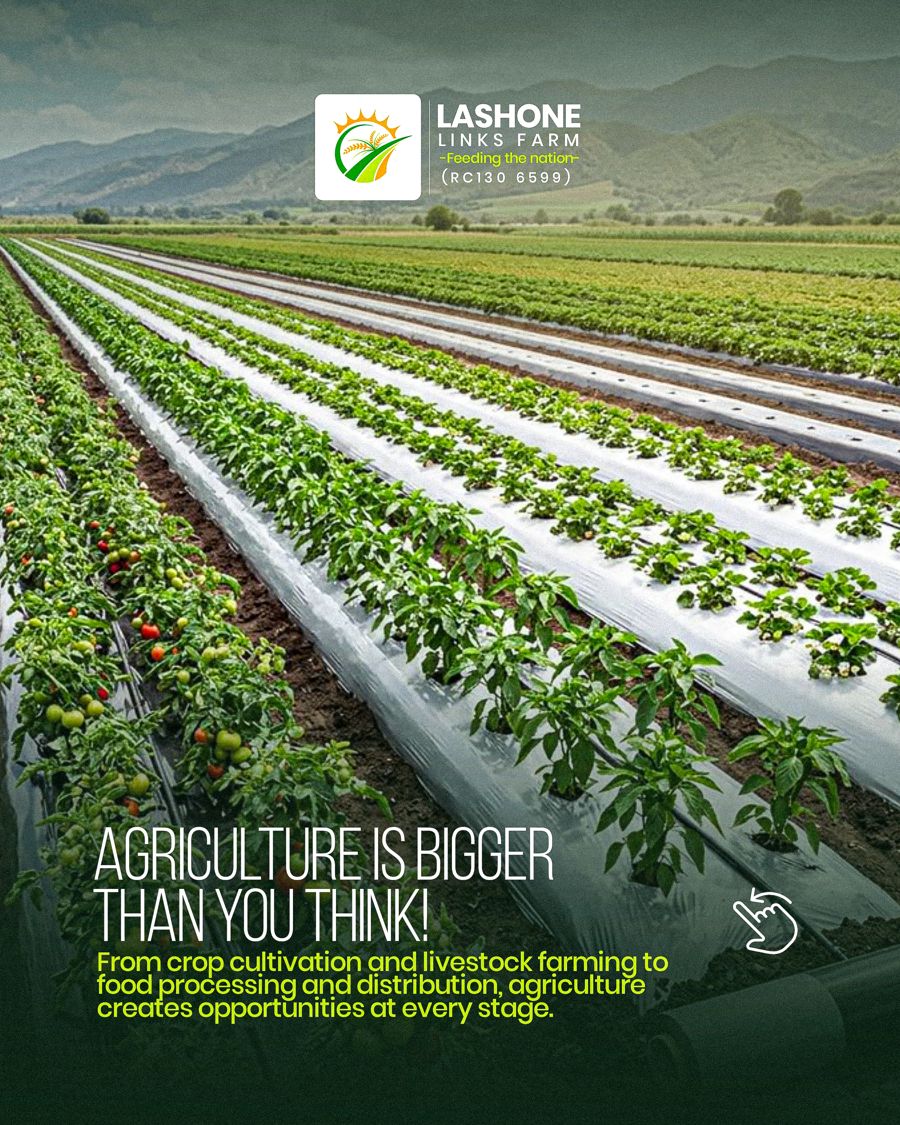 LASHONE
LINKS FARM
-Feeding the nation-
(RC130 6599)
AGRICULTURE IS BIGGER
THAN YOU THINK!
From crop cultivation and livestock farming to
food processing and distribution, agriculture
creates opportunities at every stage.